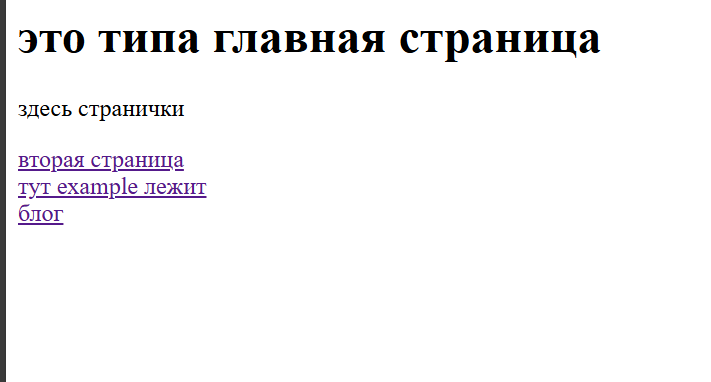 это типа главная страница
здесь странички
вторая страница
тут example лежит
блог